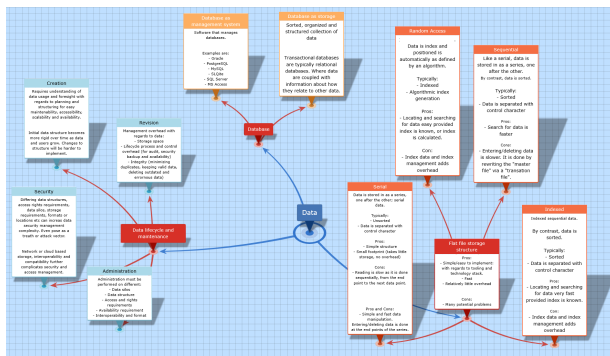 Database as
management system
Software that manages
databases.
Examples are:
- Oracle
- PostgreSQL
- MySQL
- SLQite
- SQL Server
- MS Access
Database as storage
Sorted, organized and
structured collection of
data
Transactional databases
are typically relational
databases. Where data
are coupled with
information about how
they relate to other data.
Random Access
Data is index and
positioned is
automatically as defined
by an algorithm.
Typically:
- Indexed
- Algorithmic index
generation
Pros:
- Locating and searching
for data easy provided
index is known, or index
is calculated.
Con:
- Index data and index
management adds
overhead
Sequential
Like a serial, data is
stored in as a series, one
after the other.
By contrast, data is sorted.
Typically:
- Sorted
- Data is separated with
control character
Pros:
- Search for data is
faster
Cons:
- Entering/deleting data
is slower. It is done by
rewriting the "master
file" via a "transation
file".
Creation
Requires understanding of
data usage and foresight with
regards to planning and
structuring for easy
maintenability, accessibility,
scalability and availability.
Initial data structure becomes
more rigid over time as data
and users grow. Changes to
structure will be harder to
implement.
Revision
Management overhead with
regards to data:
- Storage space
- Lifecycle process and control
overhead (for audit, security
backup and availability)
- Integrity (minimizing
duplicates, keeping valid data,
deleting outdated and
erroneous data)
Database
Security
Differing data structures,
access rights requirements,
data silos, storage
requirements, formats or
locations etc can increase data
security management
complexity. Even pose as a
threath or attack vector.
Network or cloud based
storage, interoperability and
compatibility further
complicates security and
access management.
Data lifecycle and
maintenance
Administration
Administration must be
performed on different:
- Data silos
- Data structure
- Access and rights
requirements
- Availability requirement
- Interoperability and format
Data
Serial
Data is stored in as a series,
one after the other; serial
data.
Typically:
- Unsorted
- Data is separated with
control character
Pros:
- Simple structure
- Small footprint (takes little
storage, no overhead)
Cons:
- Reading is slow as it is done
sequentially, from the end
point to the next data point.
Pros and Cons:
- Simple and fast data
manipulation.
Entering/deleting data is done
at the end points of the series.
Flat file storage
structure
Pros:
- Simple/easy to implement
with regards to tooling and
technology stack.
- Fast
- Relatively little overhead
Con:
- Many potential problems
Indexed
Indexed sequential data.
By contrast, data is
sorted.
Typically:
- Sorted
- Data is separated with
control character
Pros:
- Locating and searching
for data very fast
provided index is known.
Con:
- Index data and index
management adds
overhead